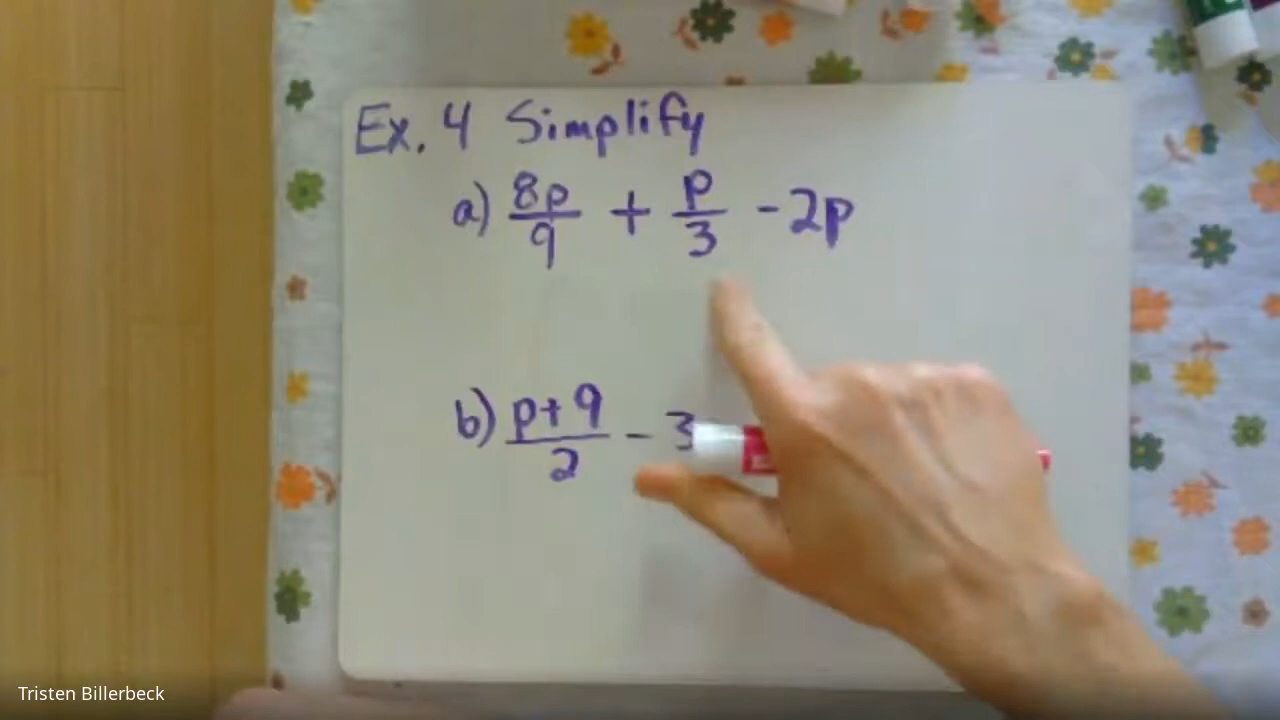 Ex. 4 Simplify
a) 8p/9 + p/3 - 2p
b) p+9/2 - 3
Tristen Billerbeck